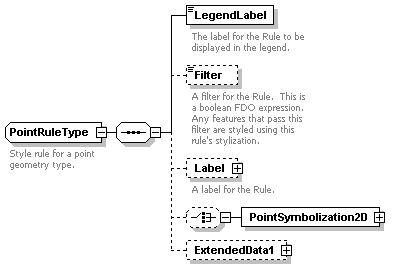 LegendLabel
The label for the Rule to be
displayed in the legend.
Filter
A filter for the Rule. This is
a boolean FDO expression.
Any features that pass this
filter are styled using this
rule's stylization.
PointRuleType
Style rule for a point
geometry type.
Label
A label for the Rule.
PointSymbolization2D
ExtendedData1